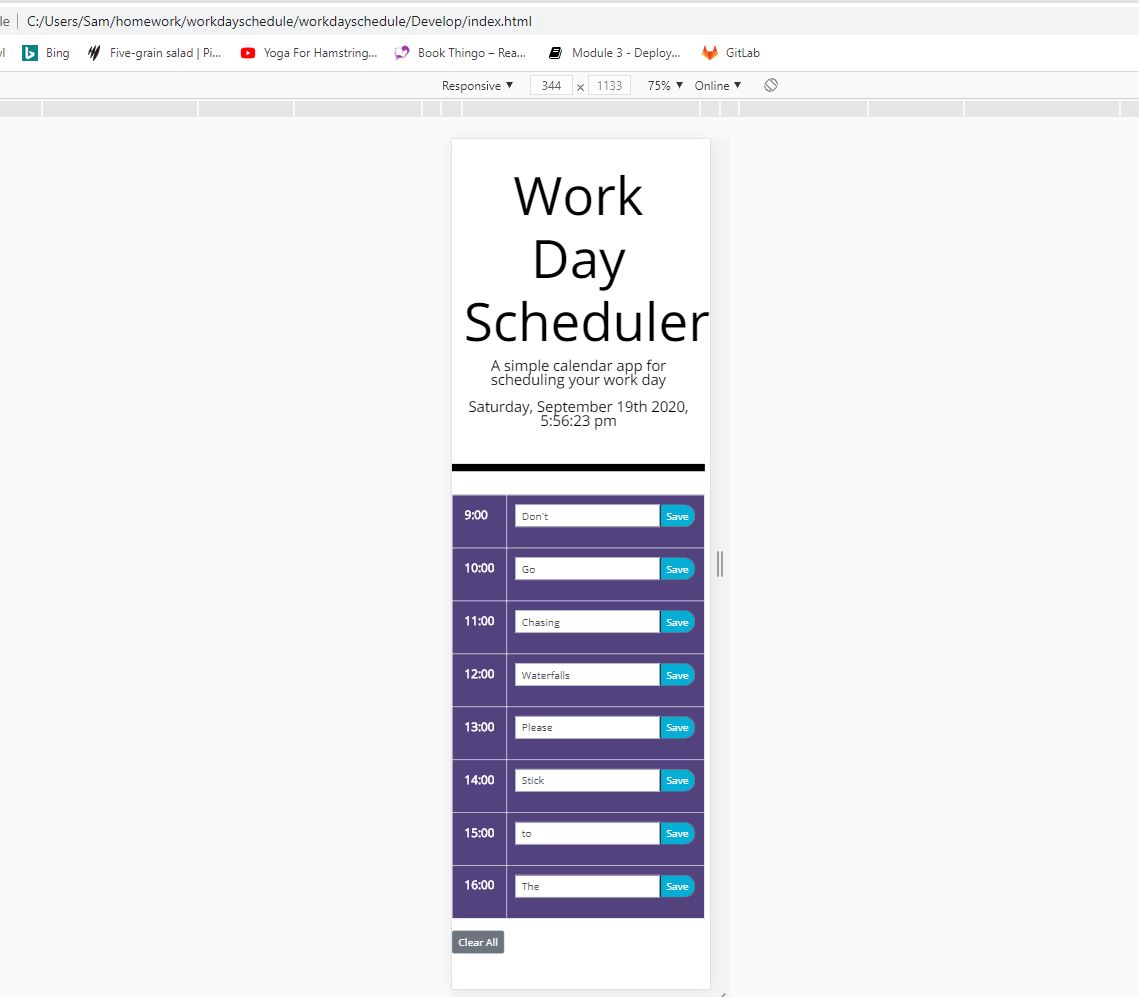 le | C:/Users/Sam/homework/workdayschedule/workdayschedule/Develop/index.html
Bing Five-grain salad | Pi... Yoga For Hamstring... Book Thingo – Rea... Module 3 - Deploy... GitLab
Responsive ▼ 344 x 1133 75% ▼ Online ▼
Work
Day
Scheduler
A simple calendar app for
scheduling your work day
Saturday, September 19th 2020,
5:56:23 pm
9:00 Don't Save
10:00 Go Save
11:00 Chasing Save
12:00 Waterfalls Save
13:00 Please Save
14:00 Stick Save
15:00 to Save
16:00 The Save
Clear All